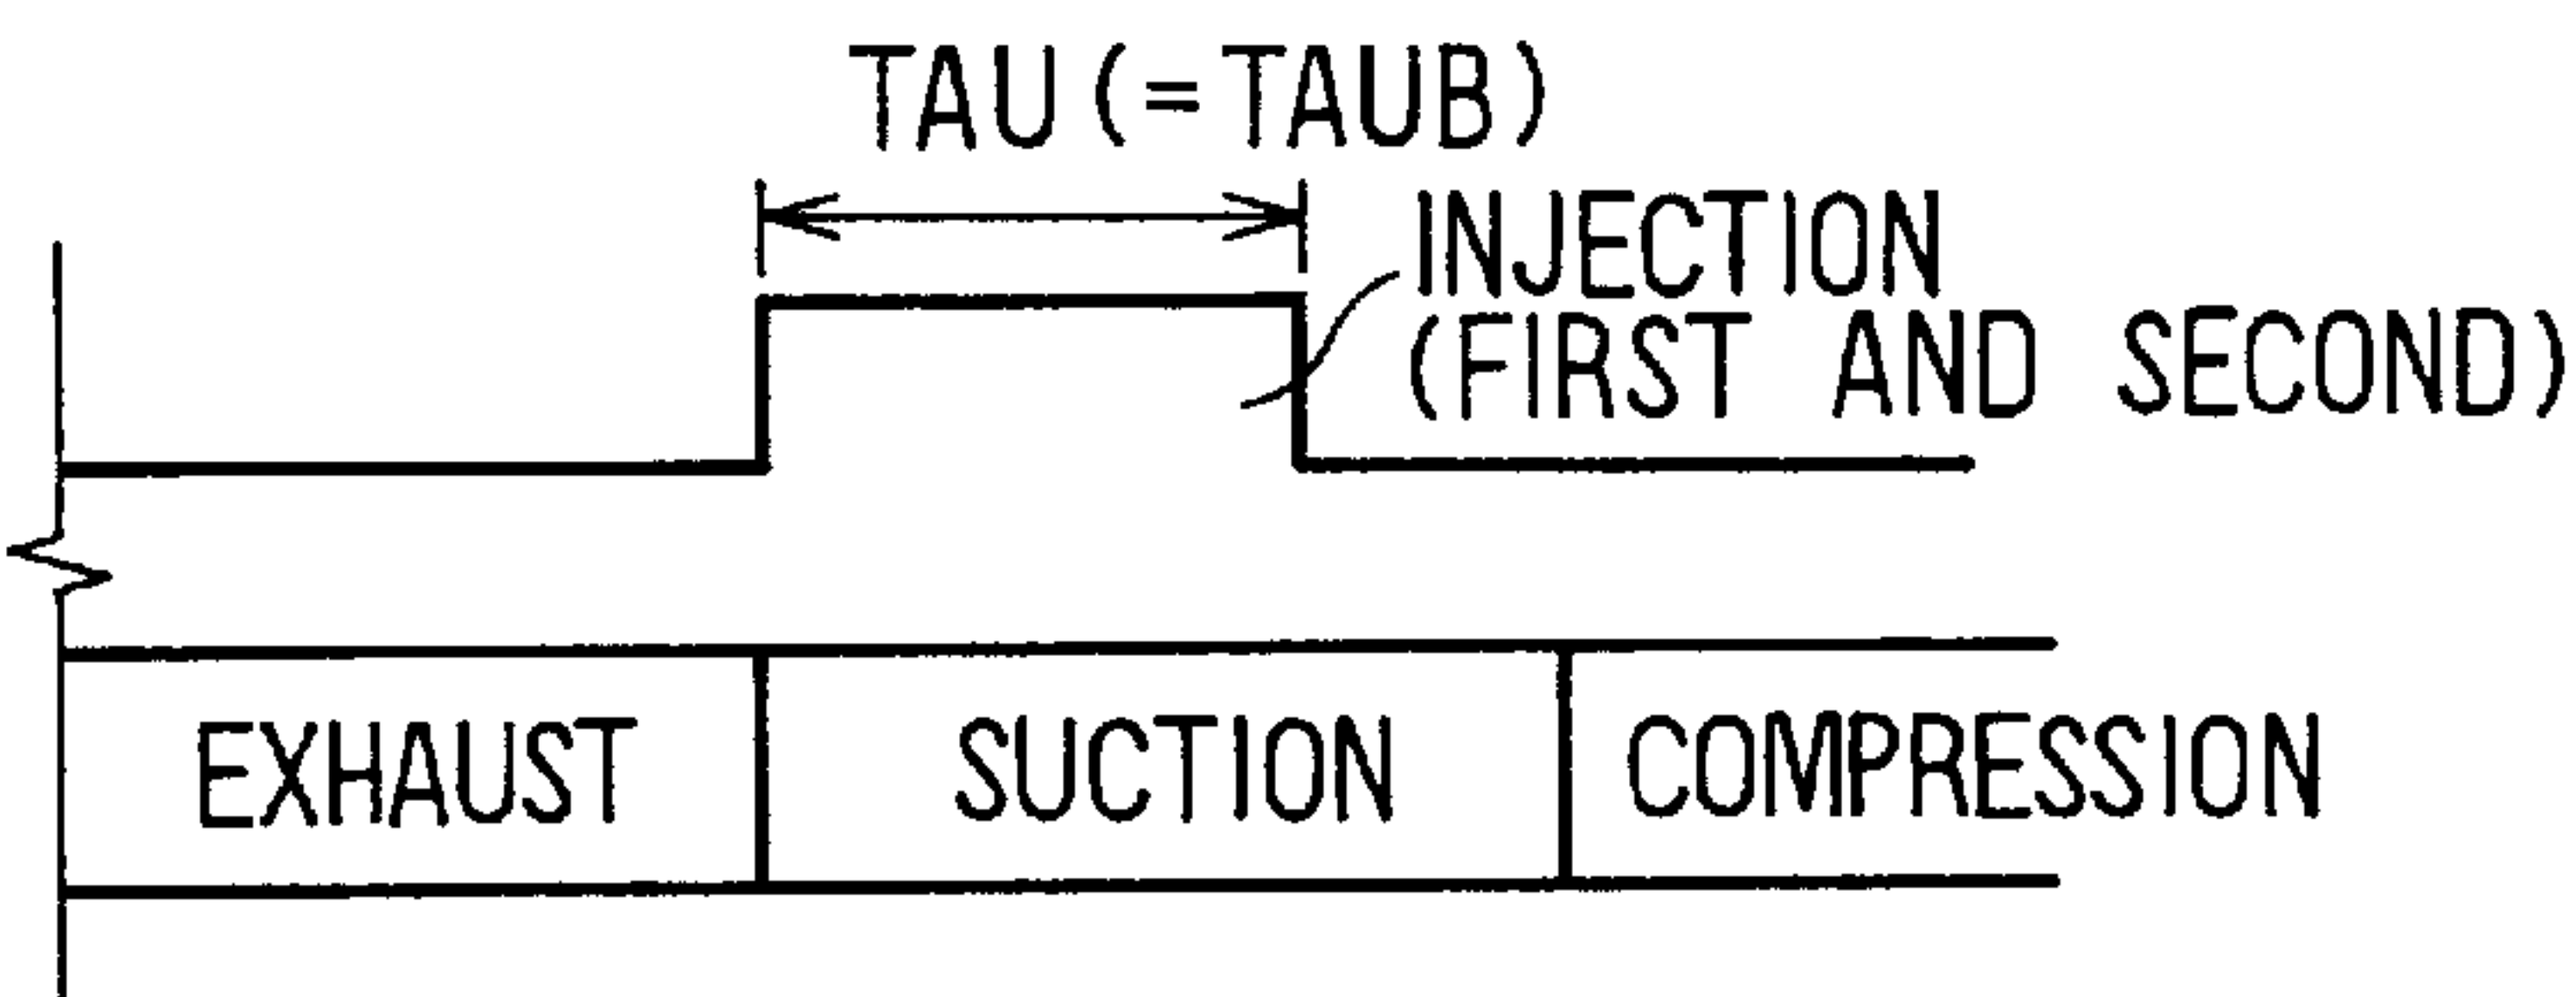 TAU (=TAUB)
INJECTION
(FIRST AND SECOND)
EXHAUST SUCTION COMPRESSION